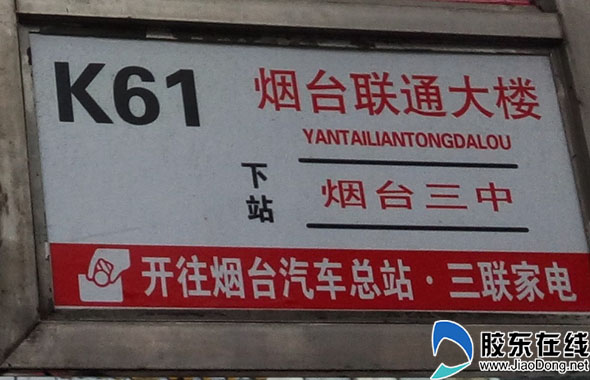 K61
烟台联通大楼
YANTAILIANTONGDALOU
下站
烟台三中
开往烟台汽车总站·三联家电
胶东在线
www.JiaoDong.net